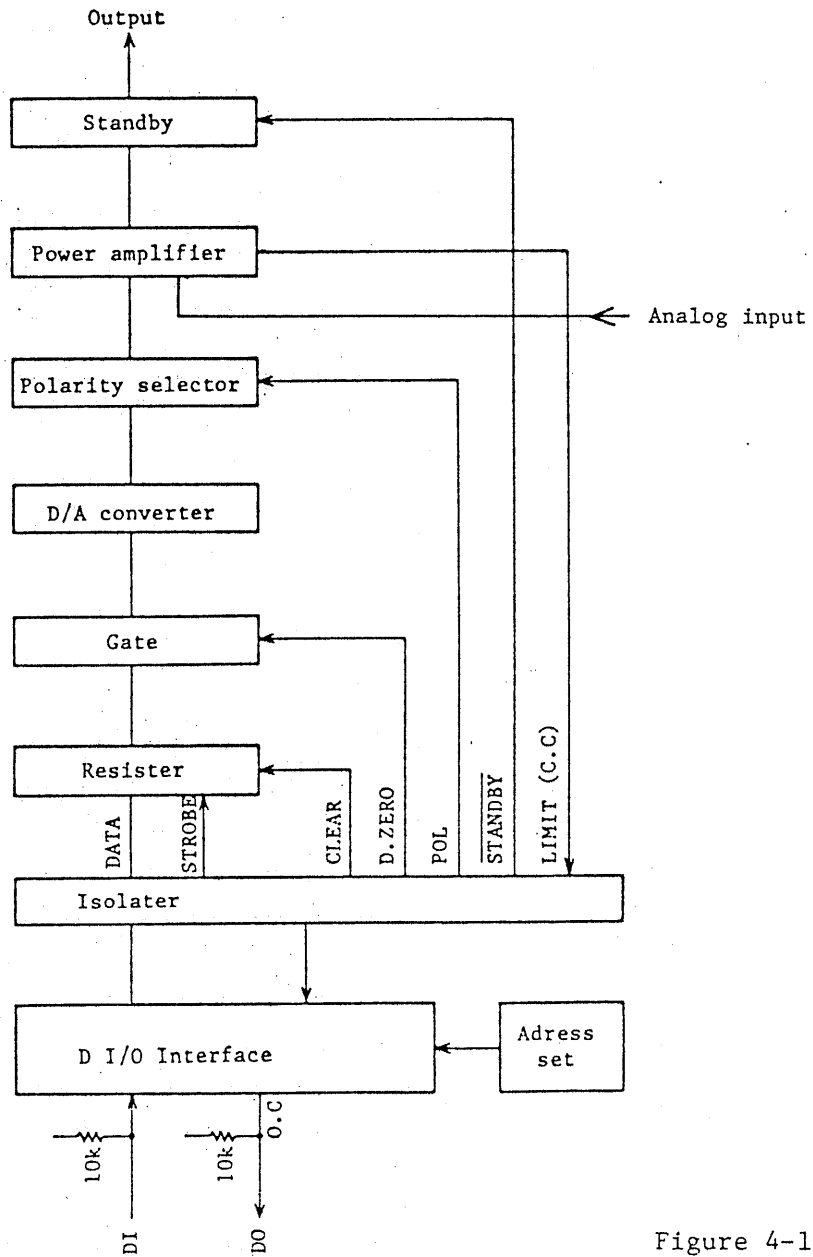 Output
Standby
Power amplifier
Analog input
Polarity selector
D/A converter
Gate
Resister
DATA
STROBE
CLEAR
D.ZERO
POL
STANDBY
LIMIT (C.C)
Isolater
D I/O Interface
Adress
set
10k
10k
O.C
DI
DO
Figure 4-1